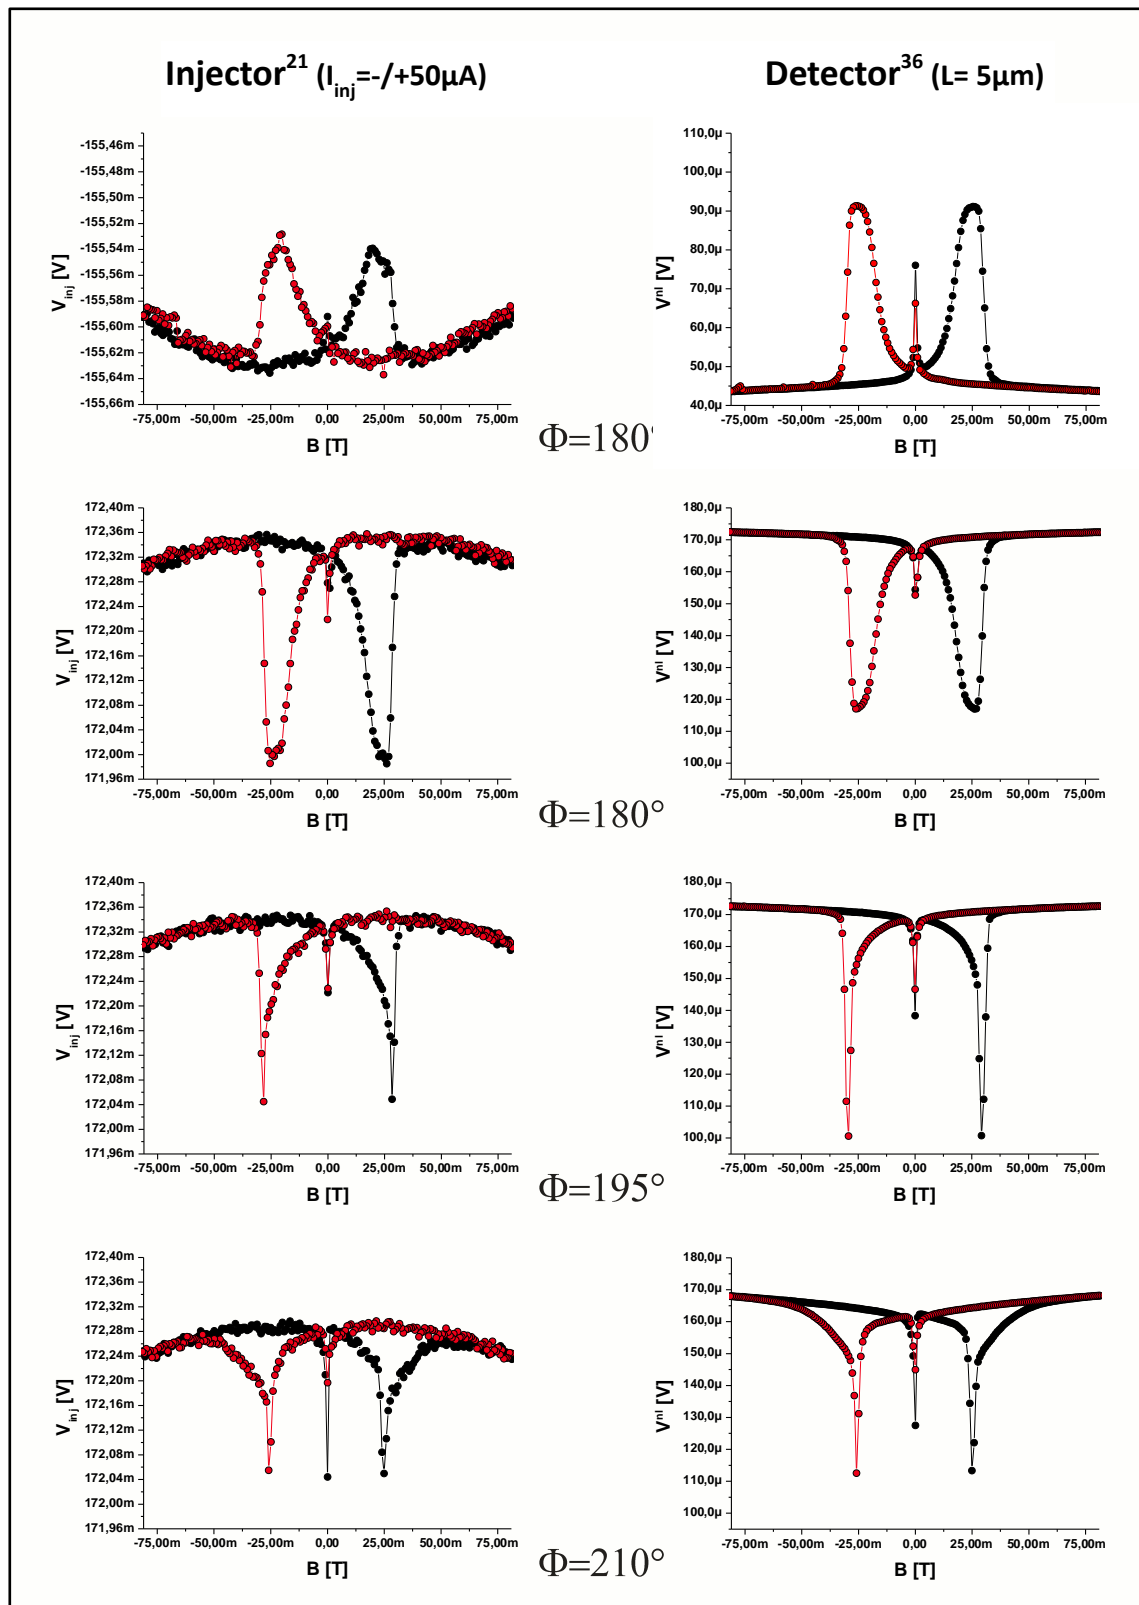 Injector21 (Iinj=-/+50µA)
Detector36 (L= 5µm)
-155,46m
-155,48m
-155,50m
-155,52m
-155,54m
-155,56m
-155,58m
-155,60m
-155,62m
-155,64m
-155,66m
Vinj [V]
-75,00m -50,00m -25,00m 0,00 25,00m 50,00m 75,00m
B [T]
110,0µ
100,0µ
90,0µ
80,0µ
70,0µ
60,0µ
50,0µ
40,0µ
Vnl [V]
-75,00m -50,00m -25,00m 0,00 25,00m 50,00m 75,00m
B [T]
Φ=180°
172,40m
172,36m
172,32m
172,28m
172,24m
172,20m
172,16m
172,12m
172,08m
172,04m
172,00m
171,96m
Vinj [V]
-75,00m -50,00m -25,00m 0,00 25,00m 50,00m 75,00m
B [T]
180,0µ
170,0µ
160,0µ
150,0µ
140,0µ
130,0µ
120,0µ
110,0µ
100,0µ
Vnl [V]
-75,00m -50,00m -25,00m 0,00 25,00m 50,00m 75,00m
B [T]
Φ=180°
172,40m
172,36m
172,32m
172,28m
172,24m
172,20m
172,16m
172,12m
172,08m
172,04m
172,00m
171,96m
Vinj [V]
-75,00m -50,00m -25,00m 0,00 25,00m 50,00m 75,00m
B [T]
180,0µ
170,0µ
160,0µ
150,0µ
140,0µ
130,0µ
120,0µ
110,0µ
100,0µ
Vnl [V]
-75,00m -50,00m -25,00m 0,00 25,00m 50,00m 75,00m
B [T]
Φ=195°
172,40m
172,36m
172,32m
172,28m
172,24m
172,20m
172,16m
172,12m
172,08m
172,04m
172,00m
171,96m
Vinj [V]
-75,00m -50,00m -25,00m 0,00 25,00m 50,00m 75,00m
B [T]
180,0µ
170,0µ
160,0µ
150,0µ
140,0µ
130,0µ
120,0µ
110,0µ
100,0µ
Vnl [V]
-75,00m -50,00m -25,00m 0,00 25,00m 50,00m 75,00m
B [T]
Φ=210°